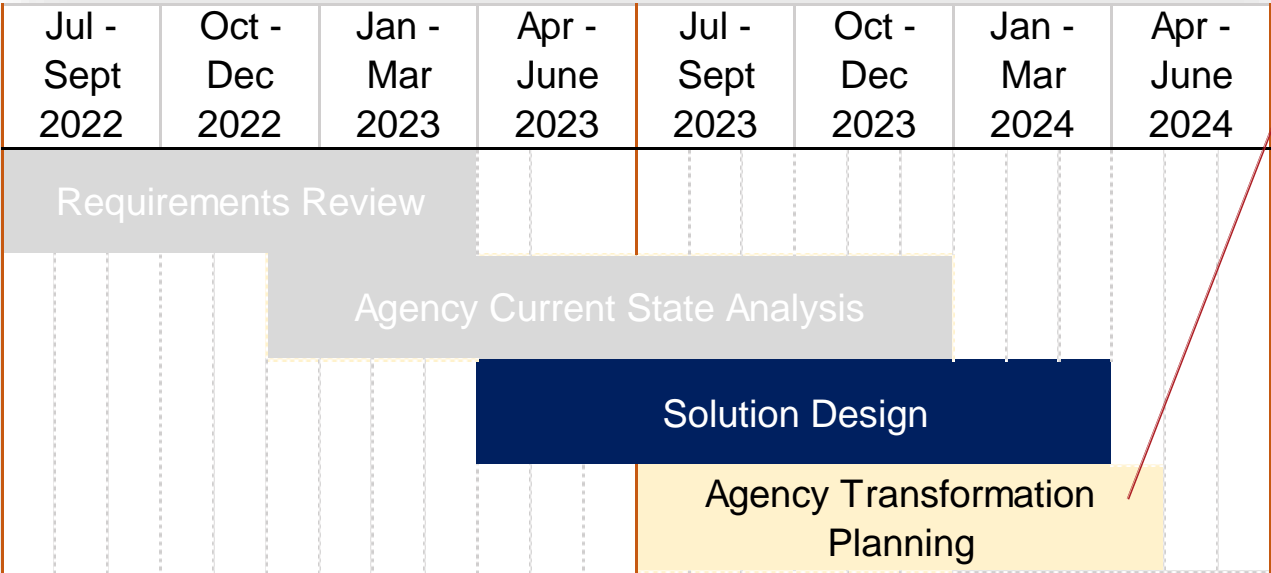 Jul - Sept 2022
Oct - Dec 2022
Jan - Mar 2023
Apr - June 2023
Jul - Sept 2023
Oct - Dec 2023
Jan - Mar 2024
Apr - June 2024
Requirements Review
Agency Current State Analysis
Solution Design
Agency Transformation
Planning